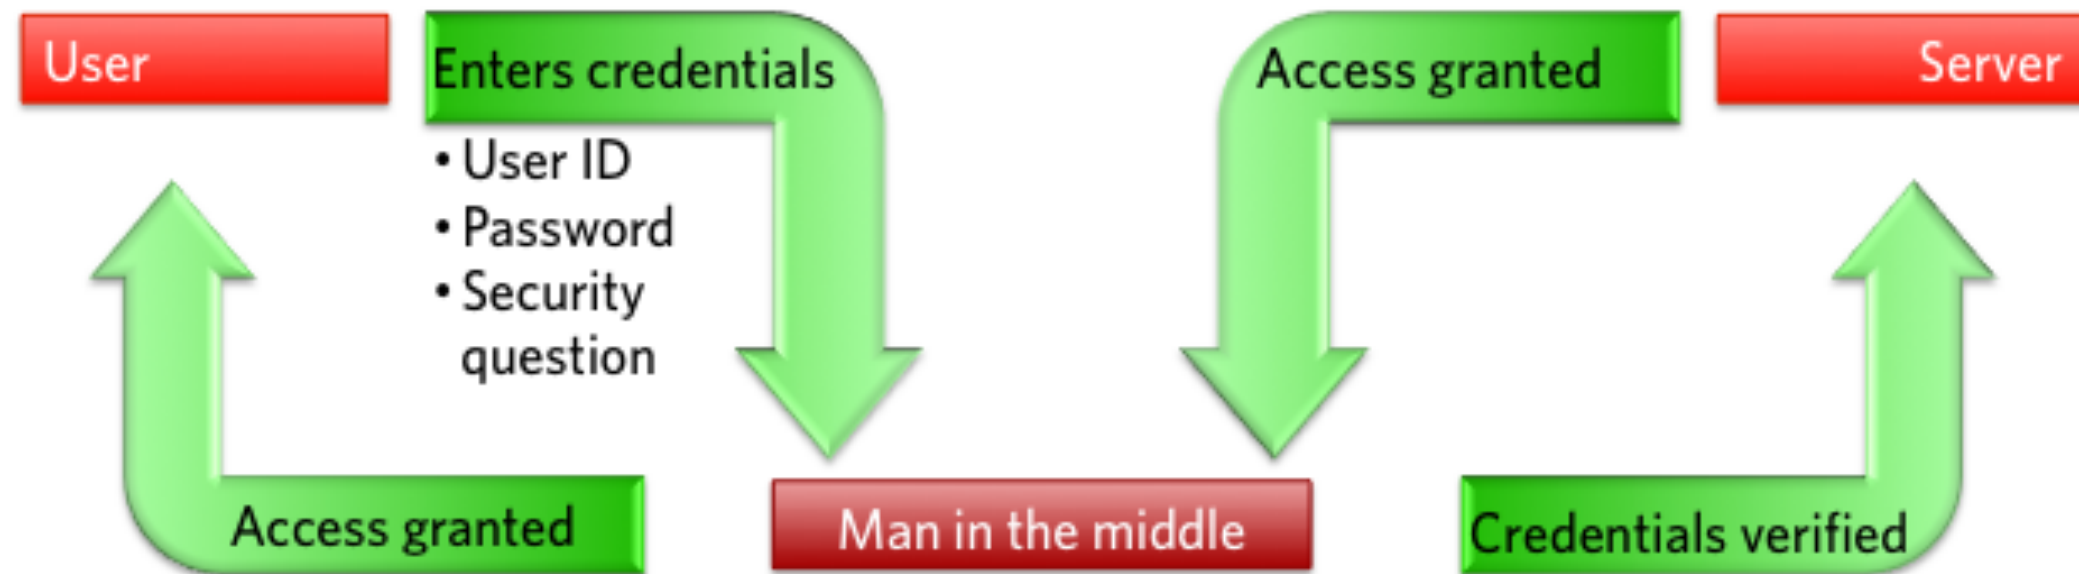 User
Enters credentials
• User ID
• Password
• Security
question
Access granted
Server
Access granted
Man in the middle
Credentials verified